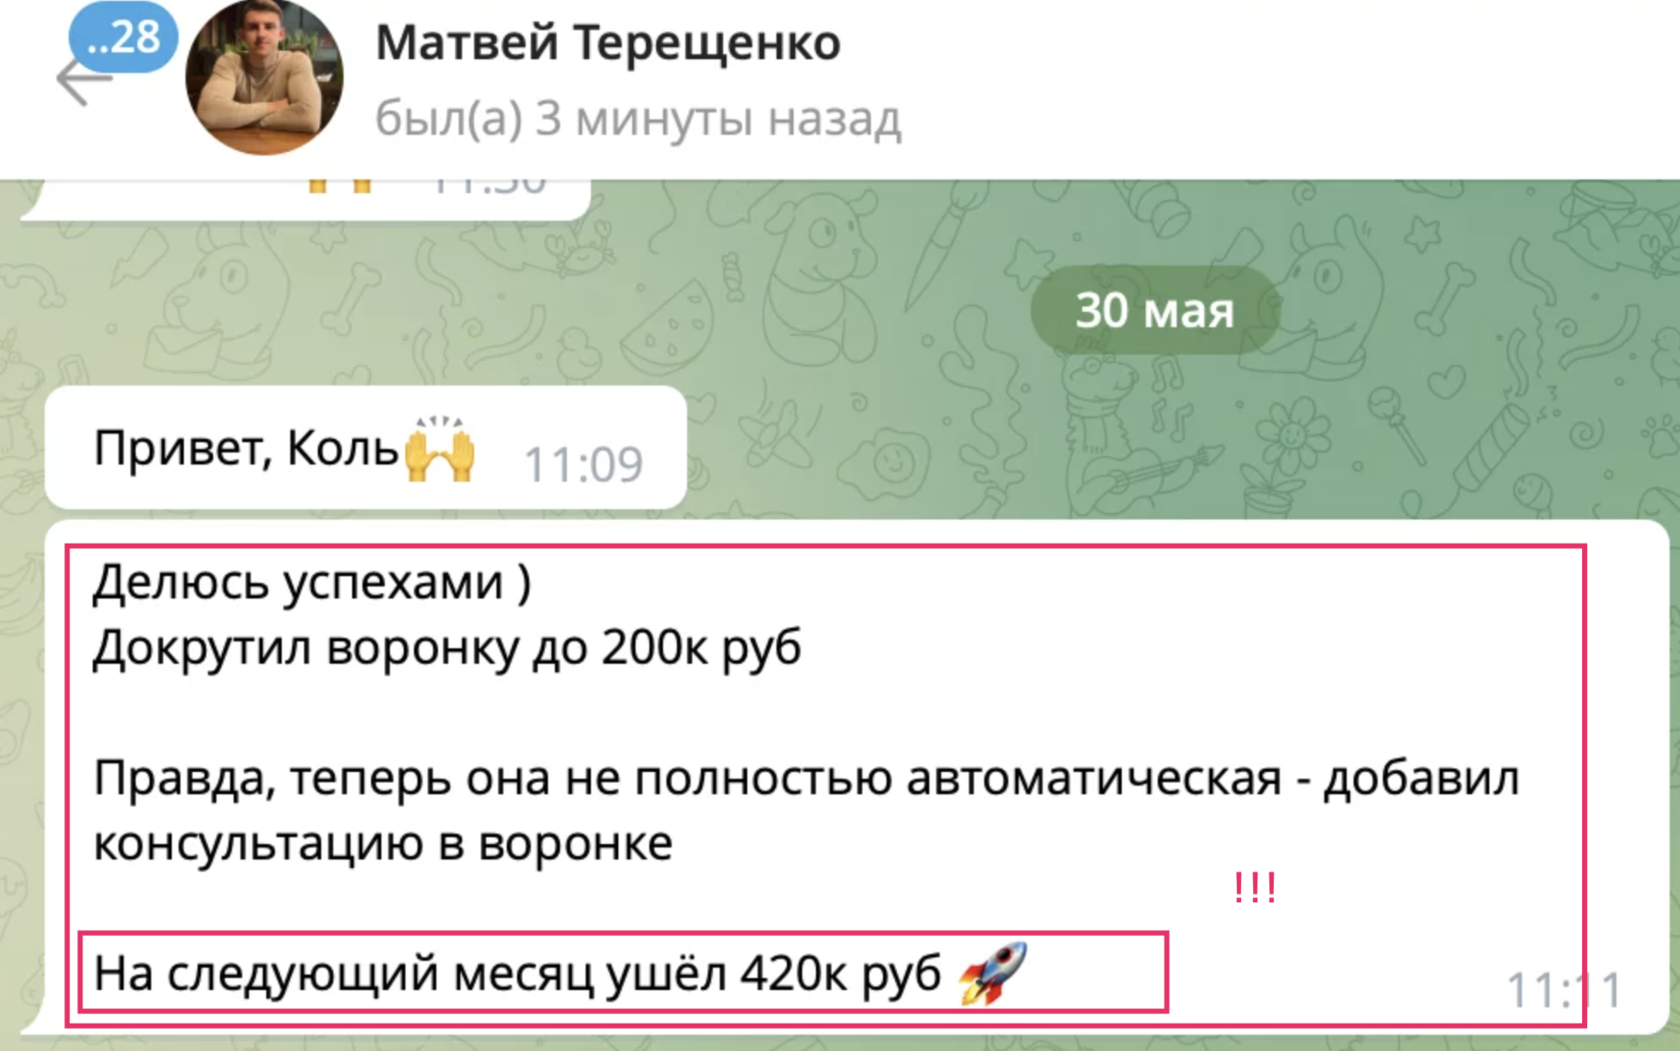 ..28
Матвей Терещенко
был(а) 3 минуты назад
30 мая
Привет, Коль🙌 11:09
Делюсь успехами )
Докрутил воронку до 200к руб
Правда, теперь она не полностью автоматическая - добавил
консультацию в воронке
!!!
На следующий месяц ушёл 420к руб 🚀
11:11